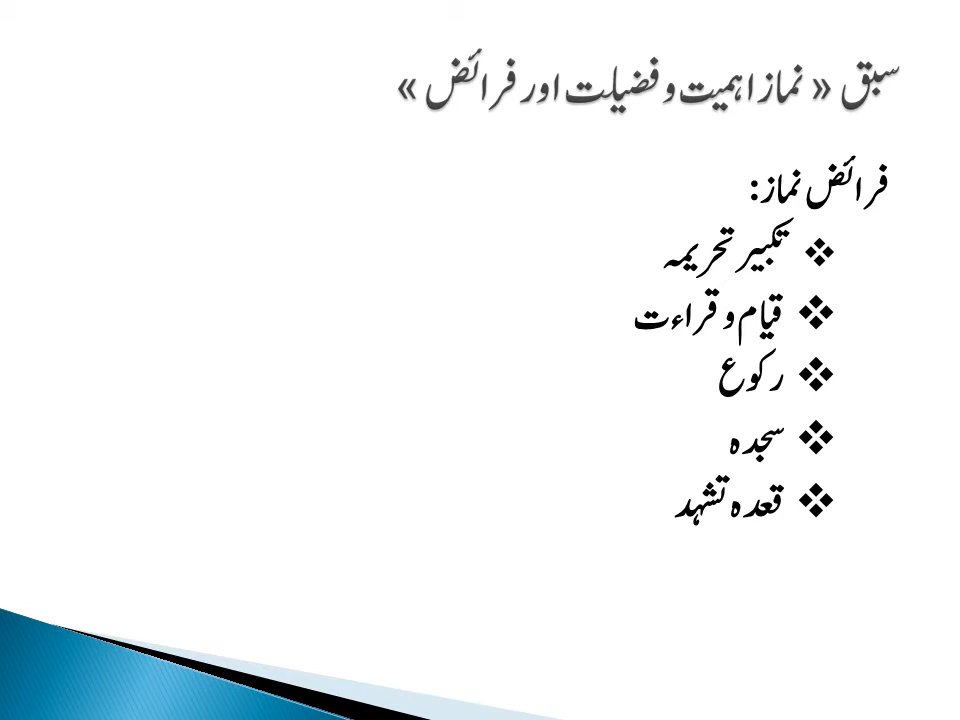 سبق « نماز اہمیت و فضیلت اور فرائض »
فرائض نماز:
❖ تکبیر تحریمہ
❖ قیام و قراءت
❖ رکوع
❖ سجدہ
❖ قعدہ تشہد